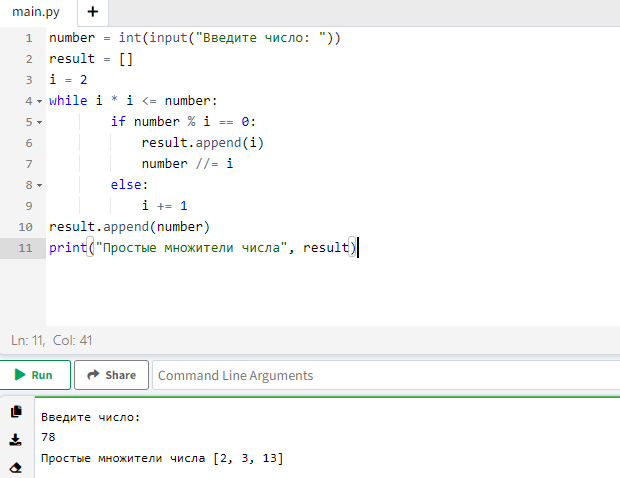 main.py +
1 number = int(input("Введите число: "))
2 result = []
3 i = 2
4 while i * i <= number:
5 if number % i == 0:
6 result.append(i)
7 number //= i
8 else:
9 i += 1
10 result.append(number)
11 print("Простые множители числа", result)
Ln: 11, Col: 41
Run Share Command Line Arguments
Введите число:
78
Простые множители числа [2, 3, 13]